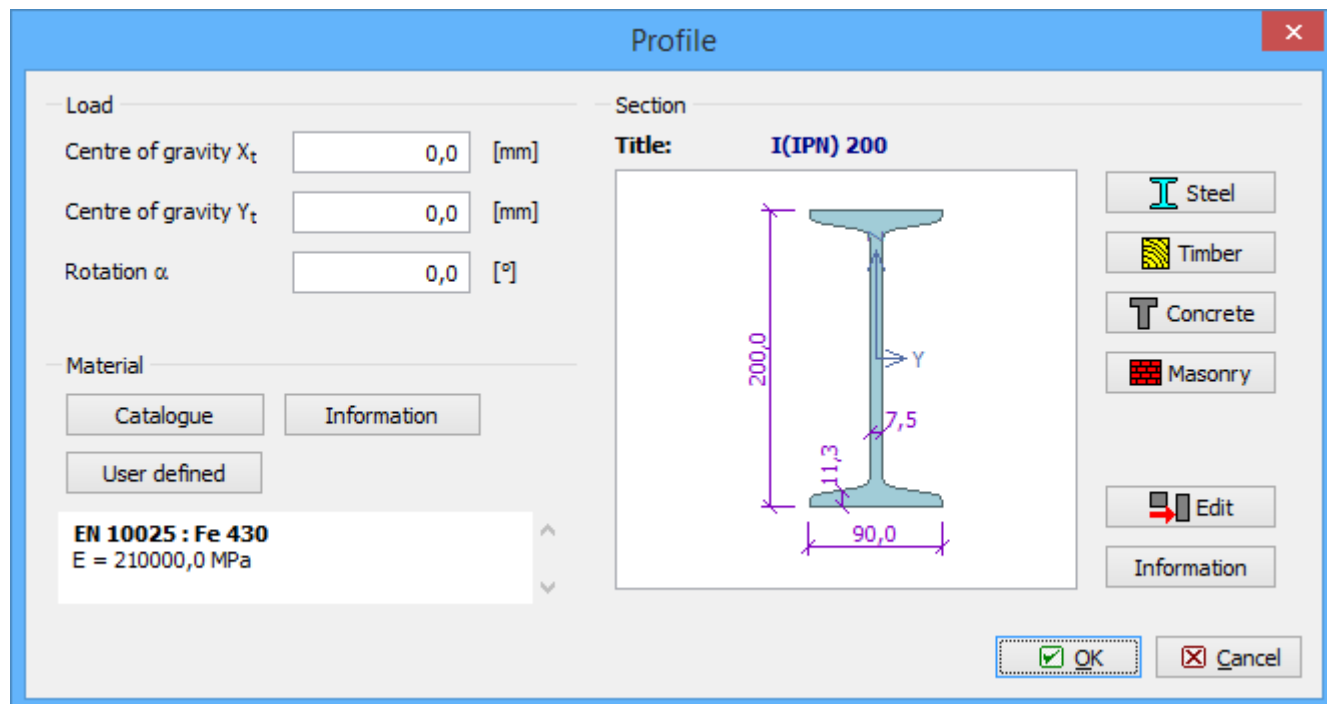 Profile
Load
Centre of gravity Xt 0,0 [mm]
Centre of gravity Yt 0,0 [mm]
Rotation α 0,0 [°]
Material
Catalogue Information
User defined
EN 10025 : Fe 430
E = 210000,0 MPa
Section
Title: I(IPN) 200
200,0
Y
7,5
11,3
90,0
Steel
Timber
Concrete
Masonry
Edit
Information
OK Cancel